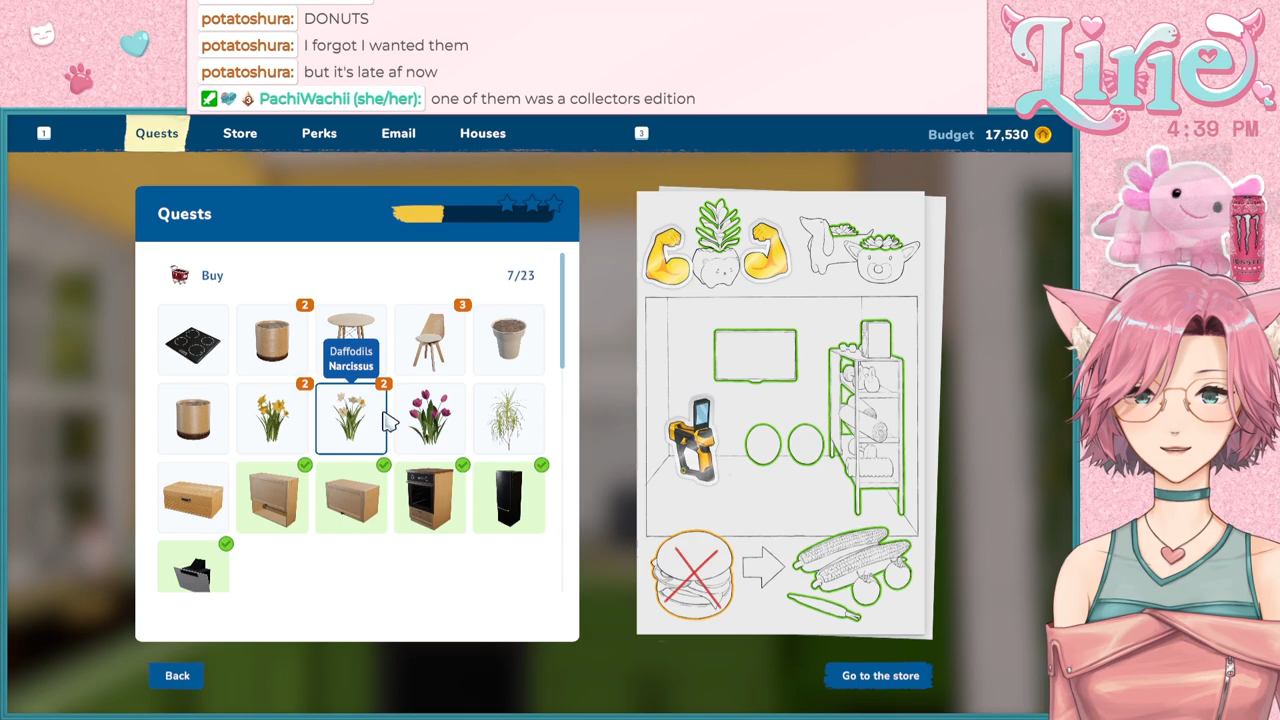 potatoshura: DONUTS
potatoshura: I forgot I wanted them
potatoshura: but it's late af now
PachiWachii (she/her): one of them was a collectors edition
Lirie
4:39 PM
1
Quests
Store
Perks
Email
Houses
3
Budget 17,530
Quests
Buy
7/23
2
3
Daffodils
Narcissus
2
2
Back
Go to the store